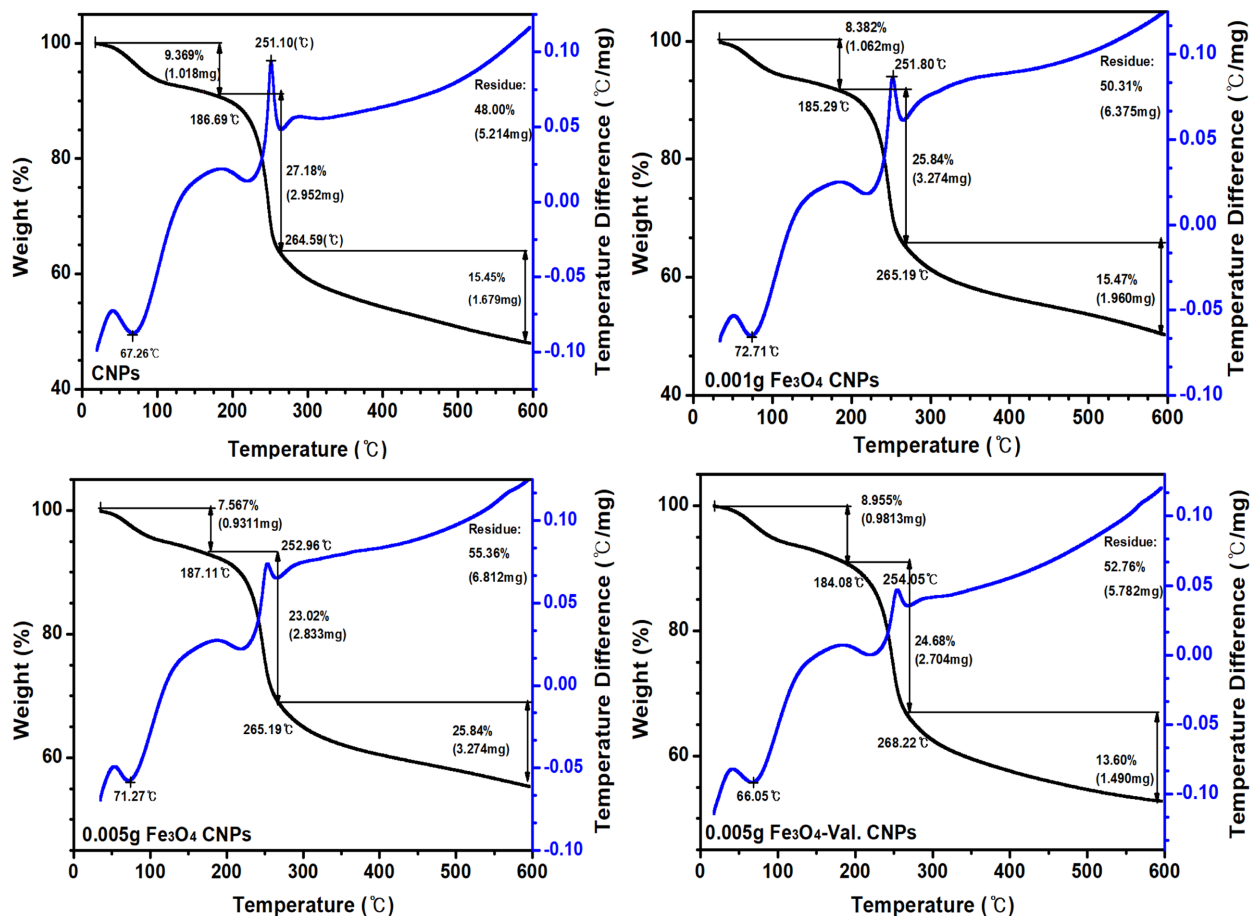 100
80
60
40
Weight (%)
9.369%
(1.018mg)
251.10(℃)
186.69℃
27.18%
(2.952mg)
264.59(℃)
15.45%
(1.679mg)
Residue:
48.00%
(5.214mg)
67.26℃
CNPs
0.10
0.05
0.00
-0.05
-0.10
Temperature Difference (℃/mg)
0 100 200 300 400 500 600
Temperature (℃)
100
80
60
40
Weight (%)
8.382%
(1.062mg)
251.80℃
185.29℃
25.84%
(3.274mg)
265.19℃
15.47%
(1.960mg)
Residue:
50.31%
(6.375mg)
72.71℃
0.001g Fe₃O₄ CNPs
0.10
0.05
0.00
-0.05
-0.10
Temperature Difference (℃/mg)
0 100 200 300 400 500 600
Temperature (℃)
100
80
60
Weight (%)
7.567%
(0.9311mg)
252.96℃
187.11℃
23.02%
(2.833mg)
265.19℃
25.84%
(3.274mg)
Residue:
55.36%
(6.812mg)
71.27℃
0.005g Fe₃O₄ CNPs
0.10
0.05
0.00
-0.05
-0.10
Temperature Difference (℃/mg)
0 100 200 300 400 500 600
Temperature (℃)
100
80
60
Weight (%)
8.955%
(0.9813mg)
184.08℃
254.05℃
24.68%
(2.704mg)
268.22℃
13.60%
(1.490mg)
Residue:
52.76%
(5.782mg)
66.05℃
0.005g Fe₃O₄-Val. CNPs
0.10
0.05
0.00
-0.05
-0.10
Temperature Difference (℃/mg)
0 100 200 300 400 500 600
Temperature (℃)